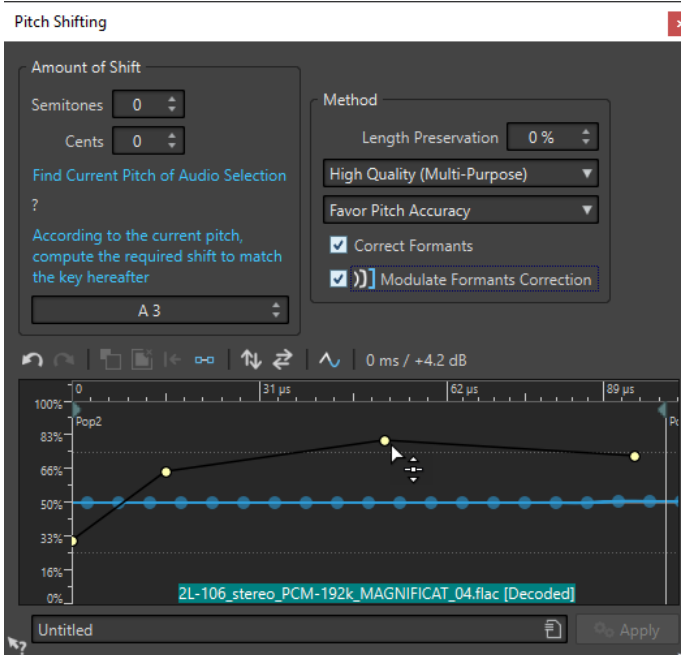 Pitch Shifting
Amount of Shift
Semitones 0
Cents 0
Find Current Pitch of Audio Selection
?
According to the current pitch,
compute the required shift to match
the key hereafter
A 3
Method
Length Preservation 0 %
High Quality (Multi-Purpose)
Favor Pitch Accuracy
Correct Formants
Modulate Formants Correction
0 ms / +4.2 dB
0 31 µs 62 µs 89 µs
100%
Pop2
83%
66%
50%
33%
16%
0%
2L-106_stereo_PCM-192k_MAGNIFICAT_04.flac [Decoded]
Untitled
Apply